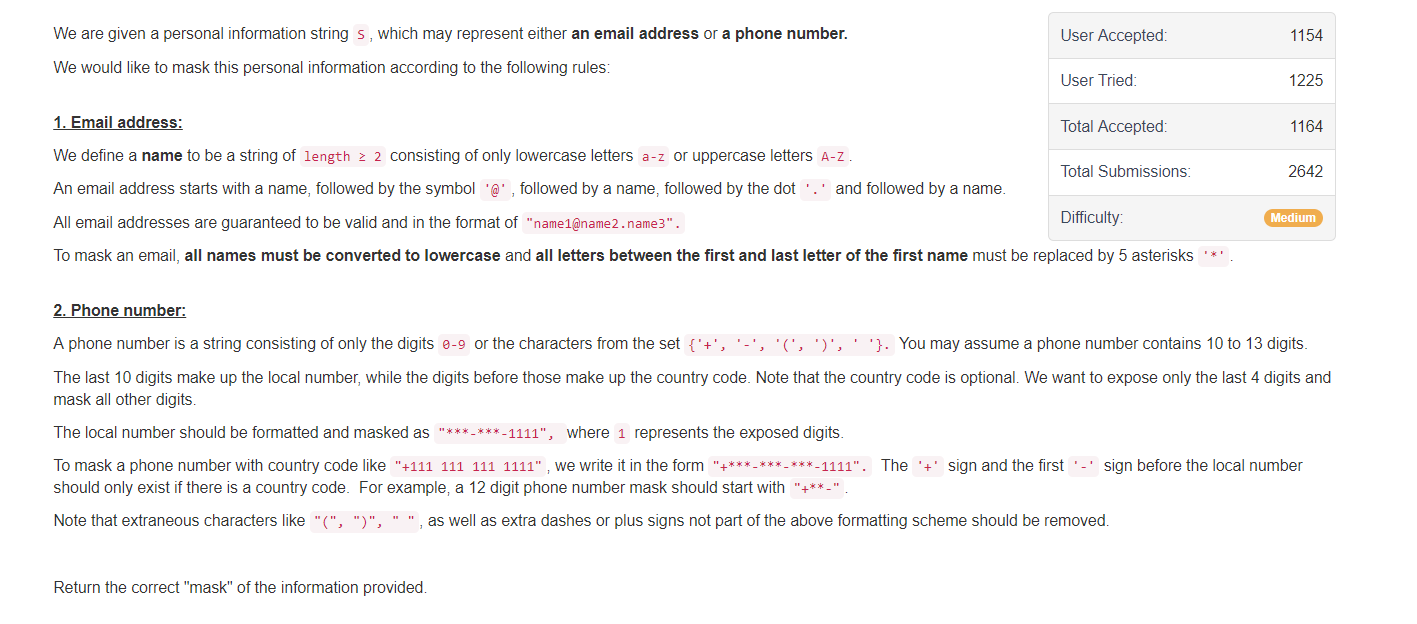 We are given a personal information string S, which may represent either an email address or a phone number.
We would like to mask this personal information according to the following rules:
1. Email address:
We define a name to be a string of length ≥ 2 consisting of only lowercase letters a-z or uppercase letters A-Z.
An email address starts with a name, followed by the symbol '@', followed by a name, followed by the dot '.' and followed by a name.
All email addresses are guaranteed to be valid and in the format of "name1@name2.name3".
To mask an email, all names must be converted to lowercase and all letters between the first and last letter of the first name must be replaced by 5 asterisks '*'.
2. Phone number:
A phone number is a string consisting of only the digits 0-9 or the characters from the set {'+', '-', '(', ')', ' '}. You may assume a phone number contains 10 to 13 digits.
The last 10 digits make up the local number, while the digits before those make up the country code. Note that the country code is optional. We want to expose only the last 4 digits and
mask all other digits.
The local number should be formatted and masked as "***-***-1111", where 1 represents the exposed digits.
To mask a phone number with country code like "+111 111 111 1111", we write it in the form "+***-***-***-1111". The '+' sign and the first '-' sign before the local number
should only exist if there is a country code. For example, a 12 digit phone number mask should start with "+**-".
Note that extraneous characters like "(", ")", " ", as well as extra dashes or plus signs not part of the above formatting scheme should be removed.
Return the correct "mask" of the information provided.
User Accepted: 1154
User Tried: 1225
Total Accepted: 1164
Total Submissions: 2642
Difficulty: Medium